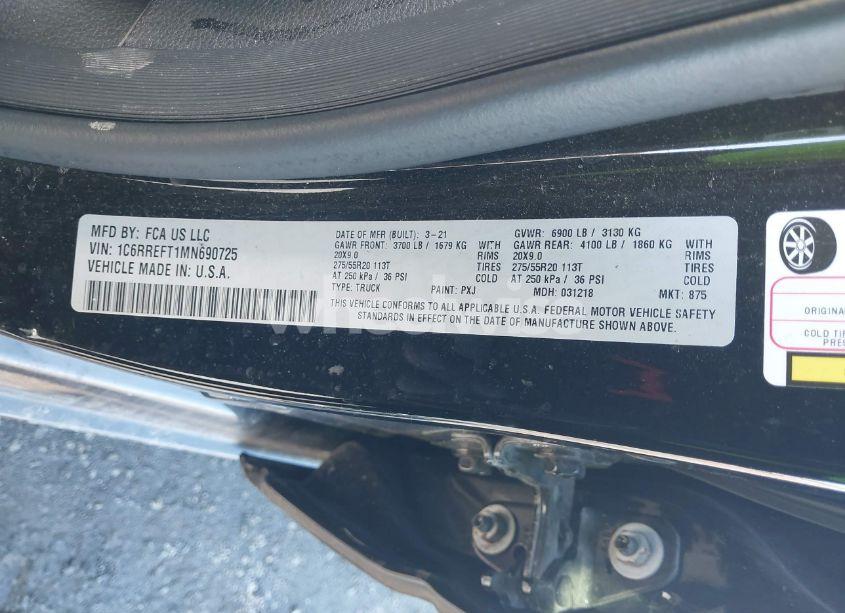 MFD BY: FCA US LLC
VIN: 1C6RREFT1MN690725
VEHICLE MADE IN U.S.A.
DATE OF MFR (BUILT): 3-21
GAWR FRONT: 3700 LB / 1679 KG WITH
20X9.0 RIMS
275/55R20 113T TIRES
AT 250 kPa / 36 PSI COLD
TYPE: TRUCK PAINT: PXJ
GVWR: 6900 LB / 3130 KG
GAWR REAR: 4100 LB / 1860 KG WITH
20X9.0 RIMS
275/55R20 113T TIRES
AT 250 kPa / 36 PSI COLD
MDH: 031218 MKT: 875
THIS VEHICLE CONFORMS TO ALL APPLICABLE U.S.A. FEDERAL MOTOR VEHICLE SAFETY
STANDARDS IN EFFECT ON THE DATE OF MANUFACTURE SHOWN ABOVE.
ORIGINAL
COLD TI
PRE